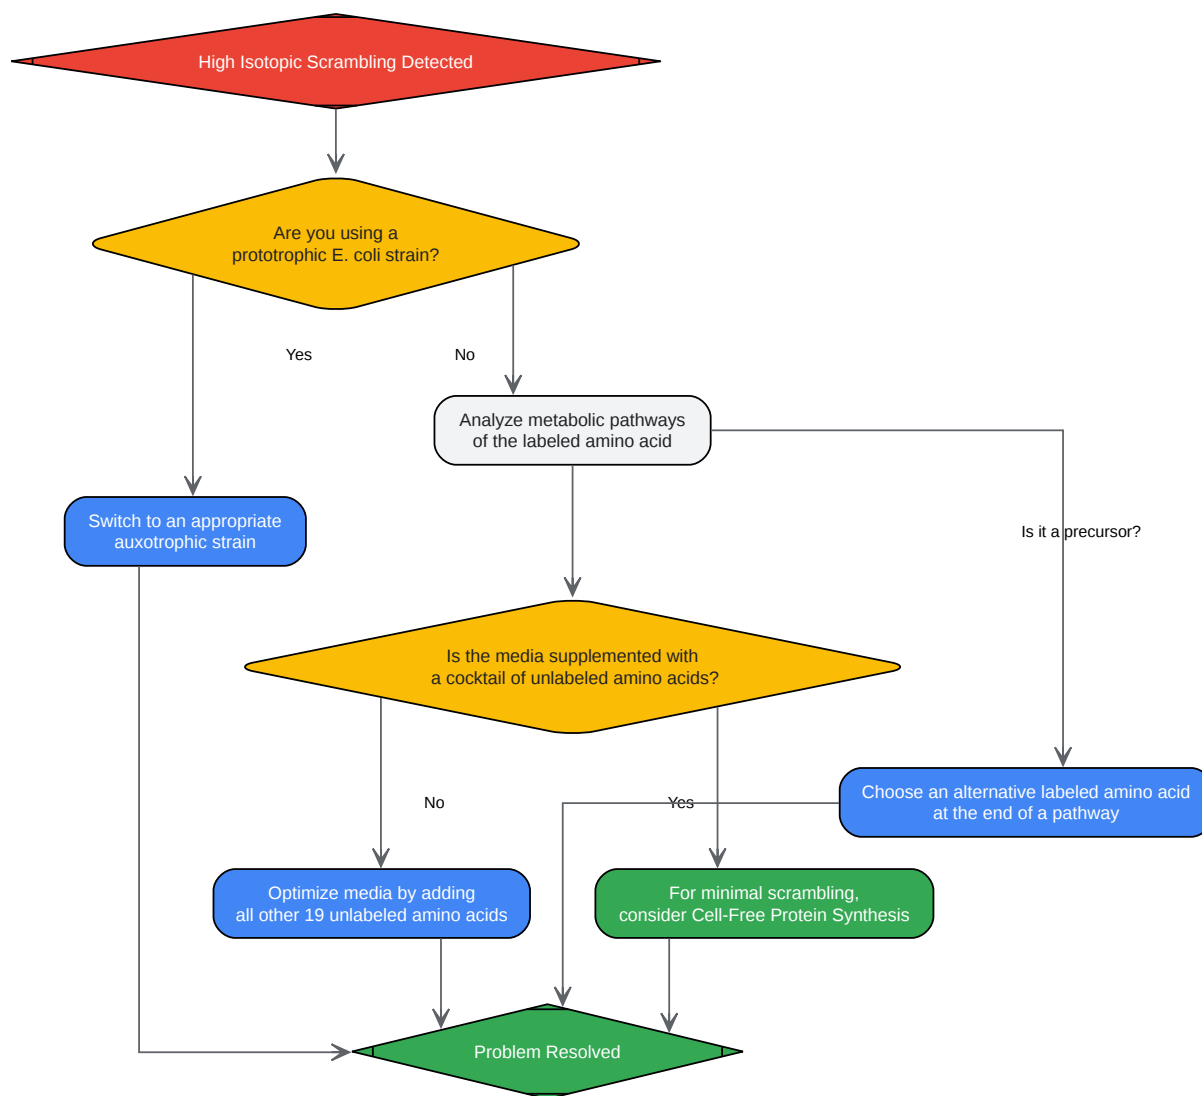 High Isotopic Scrambling Detected
Are you using a
prototrophic E. coli strain?
Yes
No
Analyze metabolic pathways
of the labeled amino acid
Switch to an appropriate
auxotrophic strain
Is it a precursor?
Is the media supplemented with
a cocktail of unlabeled amino acids?
Choose an alternative labeled amino acid
at the end of a pathway
No
Yes
Optimize media by adding
all other 19 unlabeled amino acids
For minimal scrambling,
consider Cell-Free Protein Synthesis
Problem Resolved